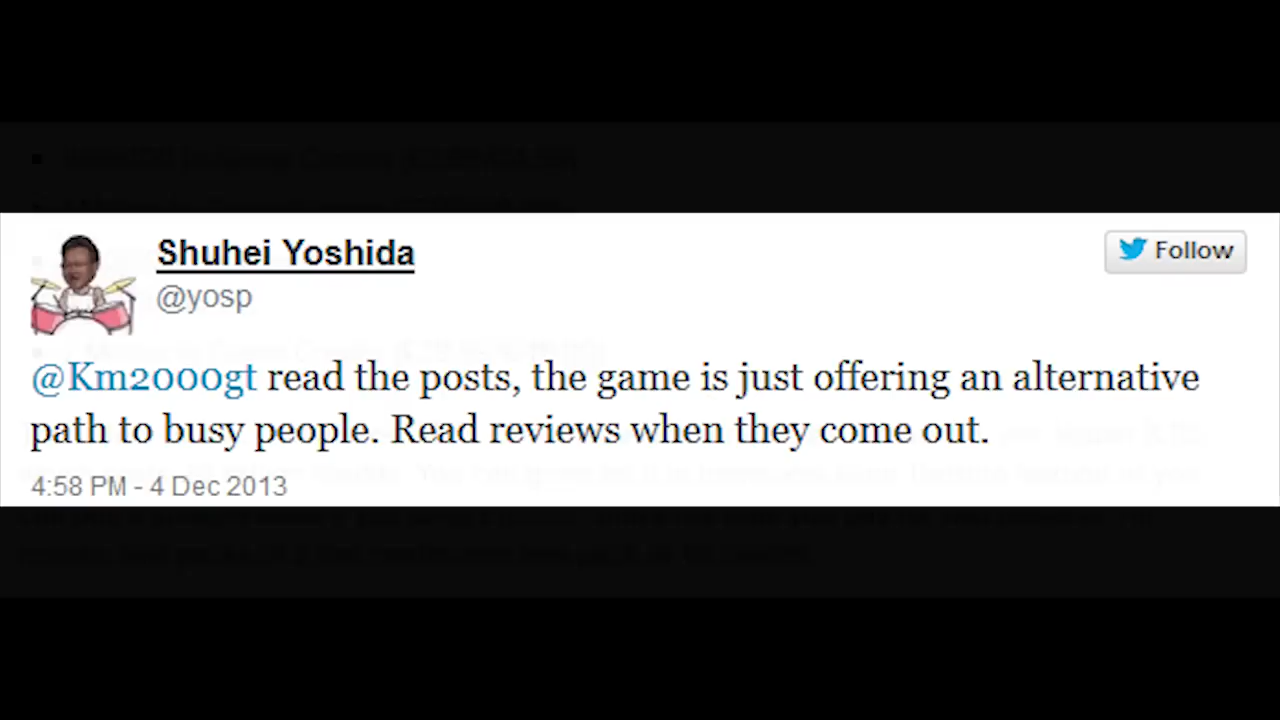 Shuhei Yoshida
Follow
@yosp
@Km2000gt read the posts, the game is just offering an alternative
path to busy people. Read reviews when they come out.
4:58 PM - 4 Dec 2013